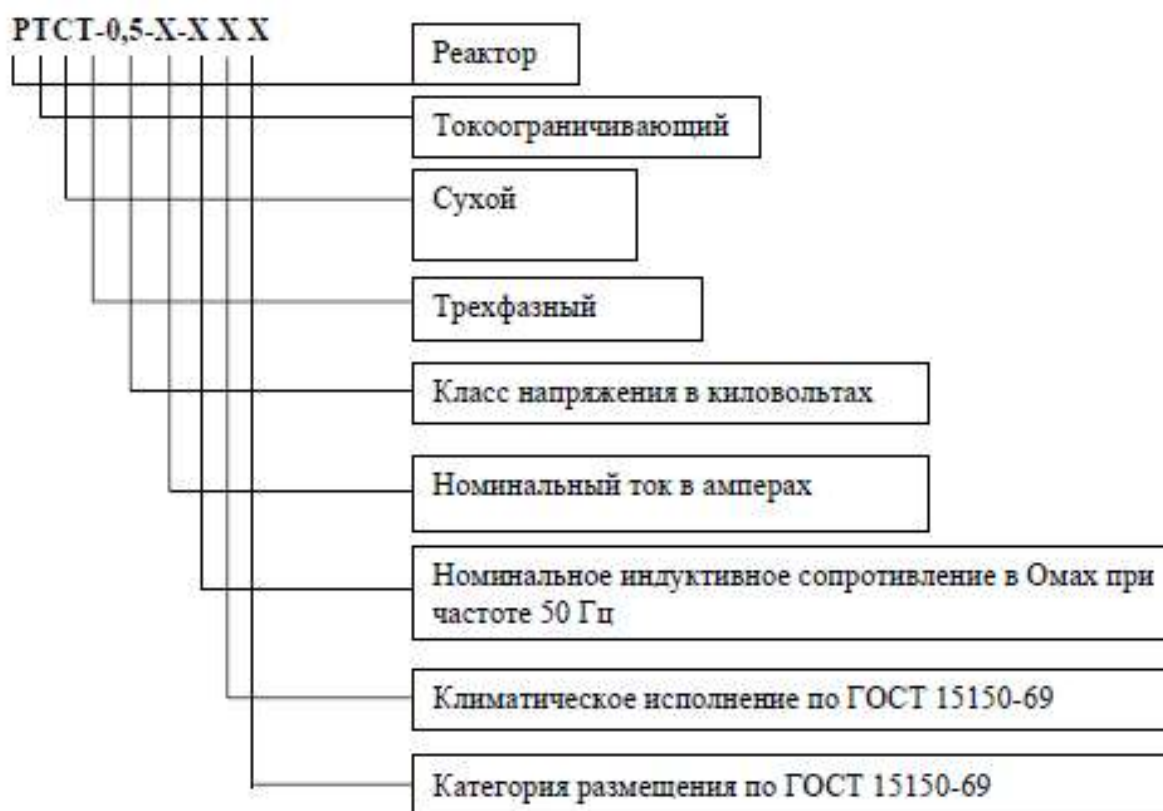 РТСТ-0,5-Х-Х Х Х
Реактор
Токоограничивающий
Сухой
Трехфазный
Класс напряжения в киловольтах
Номинальный ток в амперах
Номинальное индуктивное сопротивление в Омах при
частоте 50 Гц
Климатическое исполнение по ГОСТ 15150-69
Категория размещения по ГОСТ 15150-69